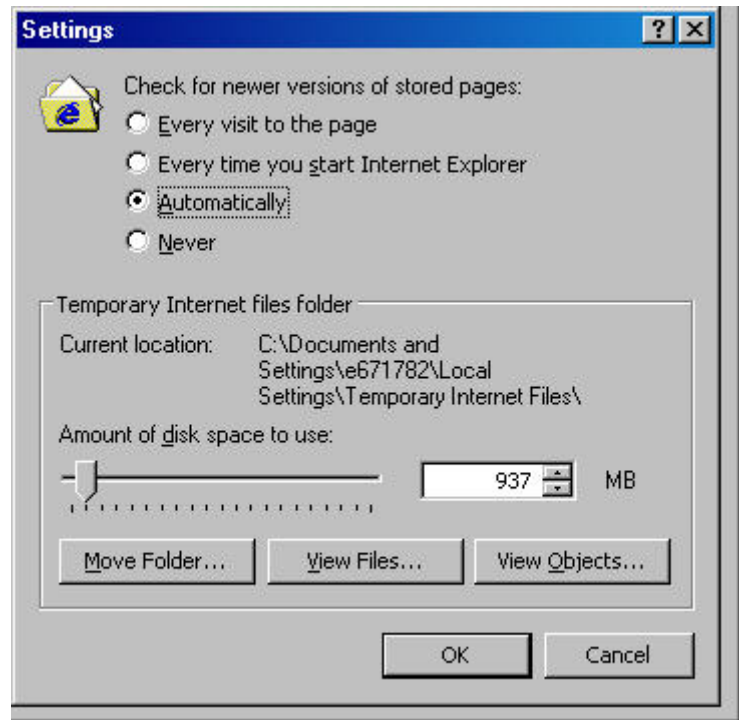 Settings
Check for newer versions of stored pages:
Every visit to the page
Every time you start Internet Explorer
Automatically
Never
Temporary Internet files folder
Current location: C:\Documents and
Settings\e671782\Local
Settings\Temporary Internet Files\
Amount of disk space to use:
937 MB
Move Folder... View Files... View Objects...
OK Cancel